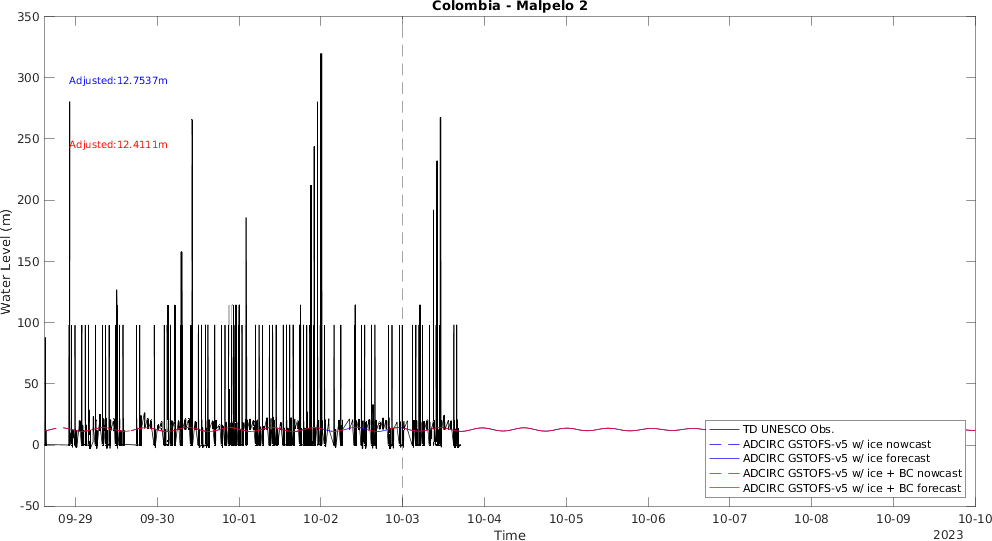 Colombia - Malpelo 2
350
300
250
200
150
100
50
0
-50
Water Level (m)
Adjusted:12.7537m
Adjusted:12.4111m
TD UNESCO Obs.
ADCIRC GSTOFS-v5 w/ ice nowcast
ADCIRC GSTOFS-v5 w/ ice forecast
ADCIRC GSTOFS-v5 w/ ice + BC nowcast
ADCIRC GSTOFS-v5 w/ ice + BC forecast
09-29 09-30 10-01 10-02 10-03 10-04 10-05 10-06 10-07 10-08 10-09 10-10
Time
2023